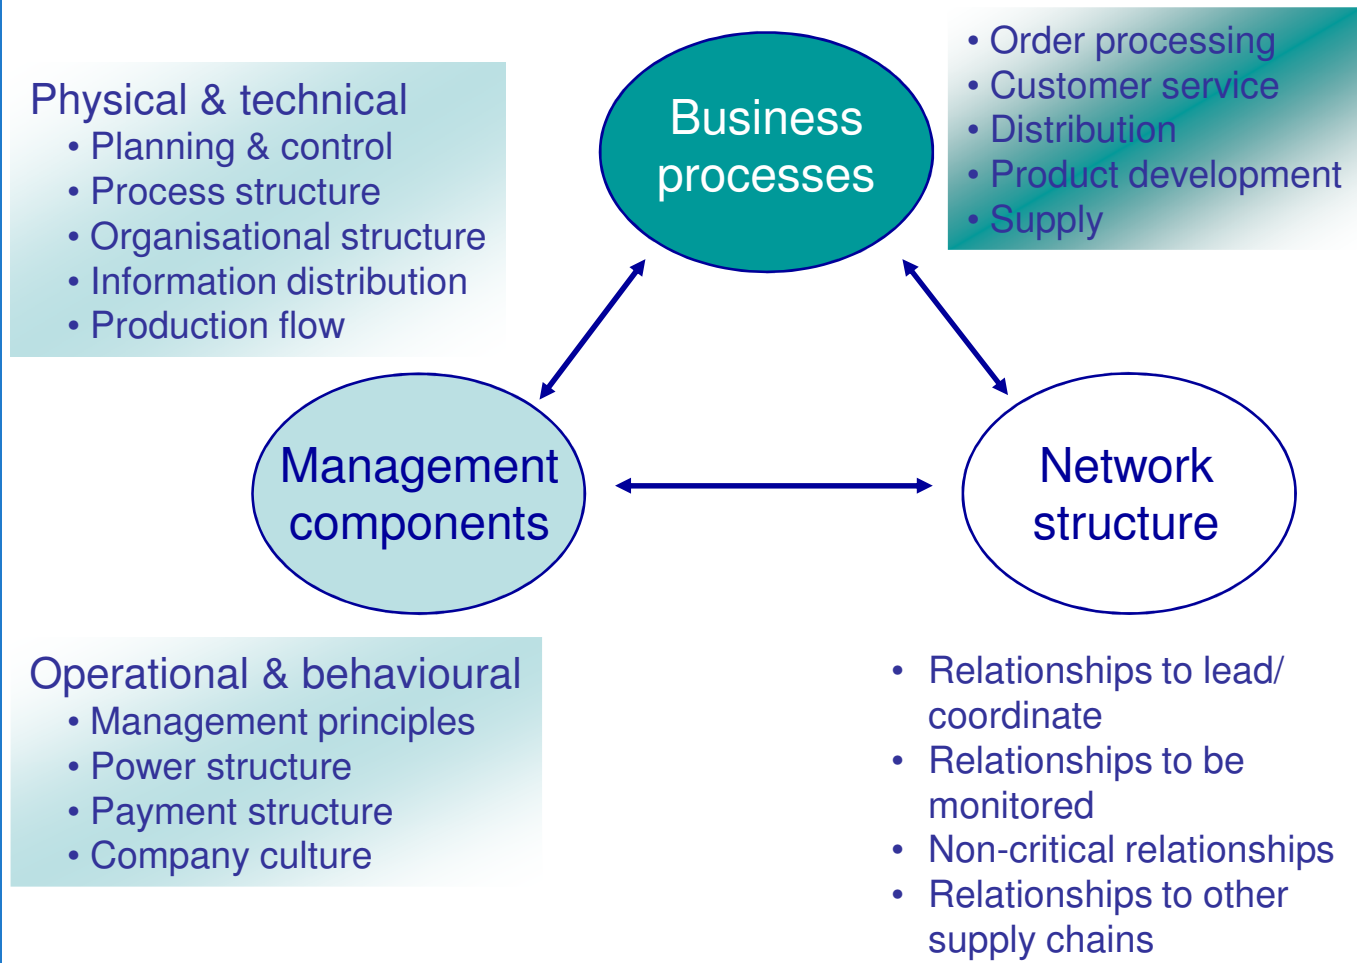 Physical & technical
• Planning & control
• Process structure
• Organisational structure
• Information distribution
• Production flow
Business
processes
• Order processing
• Customer service
• Distribution
• Product development
• Supply
Management
components
Network
structure
Operational & behavioural
• Management principles
• Power structure
• Payment structure
• Company culture
• Relationships to lead/
coordinate
• Relationships to be
monitored
• Non-critical relationships
• Relationships to other
supply chains